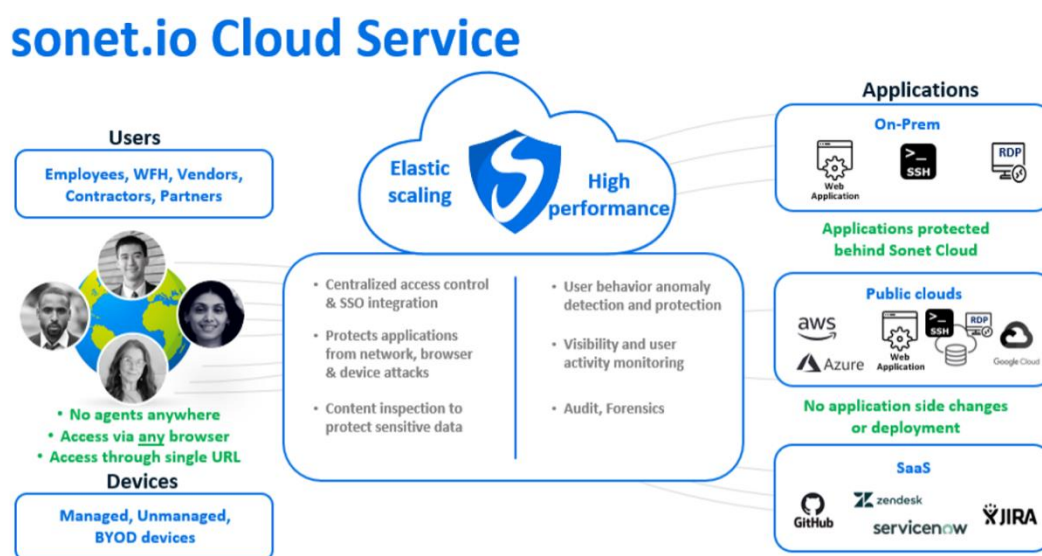 sonet.io Cloud Service
Users
Employees, WFH, Vendors,
Contractors, Partners
• No agents anywhere
• Access via any browser
• Access through single URL
Devices
Managed, Unmanaged,
BYOD devices
Elastic
scaling
High
performance
• Centralized access control
& SSO integration
• Protects applications
from network, browser
& device attacks
• Content inspection to
protect sensitive data
• User behavior anomaly
detection and protection
• Visibility and user
activity monitoring
• Audit, Forensics
Applications
On-Prem
Web
Application
>_
SSH
RDP
Applications protected
behind Sonet Cloud
Public clouds
aws
Azure
Web
Application
>_
SSH
RDP
Google Cloud
No application side changes
or deployment
SaaS
GitHub
zendesk
servicenow
JIRA